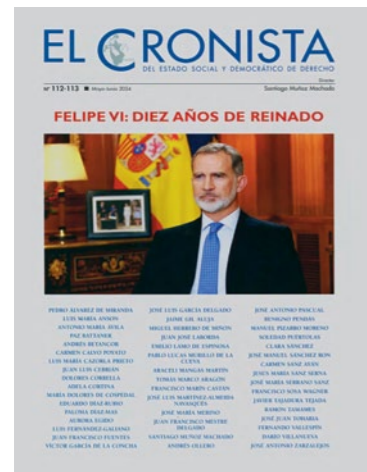 EL CRONISTA
DEL ESTADO SOCIAL Y DEMOCRÁTICO DE DERECHO
Director
Nº 112-113 ■ Mayo-Junio 2024
Santiago Muñoz Machado
FELIPE VI: DIEZ AÑOS DE REINADO
PEDRO ÁLVAREZ DE MIRANDA
LUIS MARÍA ANSON
ANTONIO MARÍA ÁVILA
PAZ BATTANER
ANDRÉS BETANCOR
CARMEN CALVO POYATO
LUIS MARÍA CAZORLA PRIETO
JUAN LUIS CEBRIÁN
DOLORES CORBELLA
ADELA CORTINA
MARÍA DOLORES DE COSPEDAL
EDUARDO DÍAZ-RUBIO
PALOMA DÍAZ-MAS
AURORA EGIDO
LUIS FERNÁNDEZ-GALIANO
JUAN FRANCISCO FUENTES
VÍCTOR GARCÍA DE LA CONCHA
JOSÉ LUIS GARCÍA DELGADO
JAIME GIL ALUJA
MIGUEL HERRERO DE MIÑÓN
JUAN JOSÉ LABORDA
EMILIO LAMO DE ESPINOSA
PABLO LUCAS MURILLO DE LA
CUEVA
ARACELI MANGAS MARTÍN
TOMÁS MARCO ARAGÓN
FRANCISCO MARÍN CASTÁN
JOSÉ LUIS MARTÍNEZ-ALMEIDA
NAVASQÜÉS
JOSÉ MARÍA MERINO
JUAN FRANCISCO MESTRE
DELGADO
SANTIAGO MUÑOZ MACHADO
ANDRÉS OLLERO
JOSÉ ANTONIO PASCUAL
BENIGNO PENDÁS
MANUEL PIZARRO MORENO
SOLEDAD PUÉRTOLAS
CLARA SÁNCHEZ
JOSÉ MANUEL SÁNCHEZ RON
CARMEN SANZ AYÁN
JESÚS MARÍA SANZ SERNA
JOSÉ MARÍA SERRANO SANZ
FRANCISCO SOSA WAGNER
JAVIER TAJADURA TEJADA
RAMÓN TAMAMES
JOSÉ JUAN TOHARIA
FERNANDO VALLESPÍN
DARÍO VILLANUEVA
JOSÉ ANTONIO ZARZALEJOS